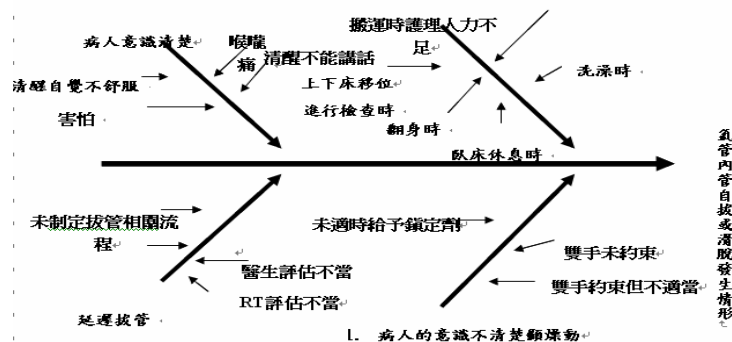 搬運時護理人力不
足
病人意識清楚
喉嚨
痛
清醒不能講話
洗澡時
清醒自覺不舒服
上下床移位
害怕
進行檢查時
翻身時
臥床休息時
氣管內管自拔或滑脫發生情形
未制定拔管相關流
程
未適時給予鎮定劑
雙手未約束
醫生評估不當
雙手約束但不適當
RT評估不當
延遲拔管
1. 病人的意識不清楚顯燥動